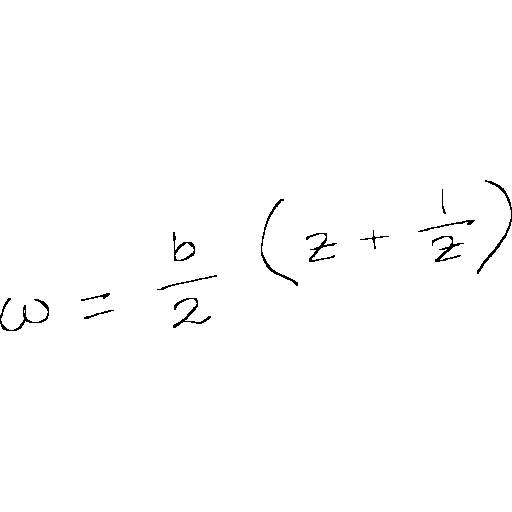 ω = b/2 (z + 1/z)